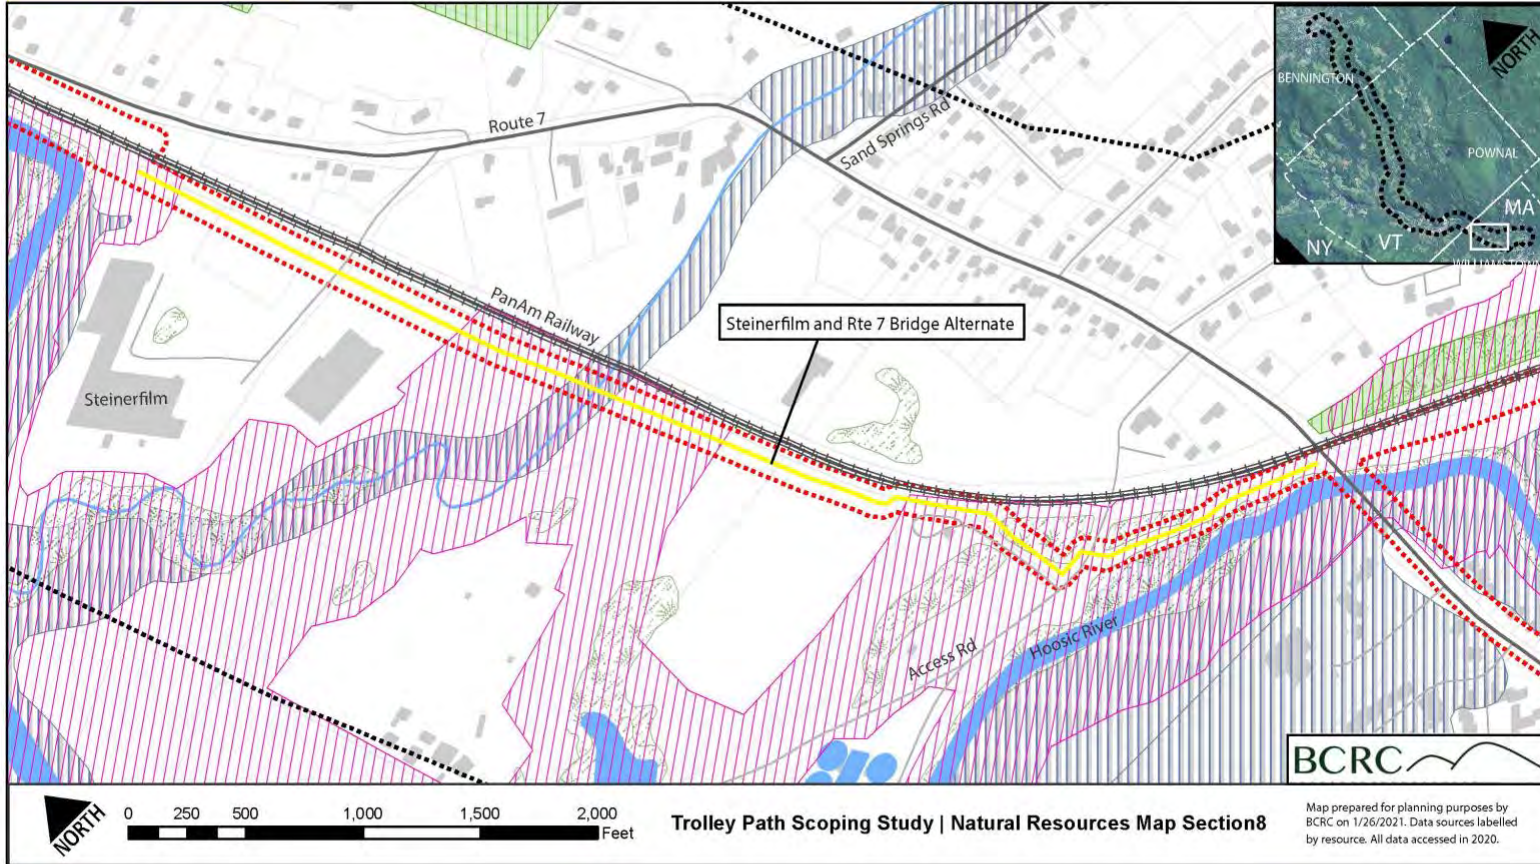 Route 7
Sand Springs Rd
PanAm Railway
Steinerfilm and Rte 7 Bridge Alternate
Steinerfilm
Access Rd
Hoosic River
NORTH
BENNINGTON
POWNAL
MA
VT
NY
BCRC
NORTH
0 250 500 1,000 1,500 2,000
Feet
Trolley Path Scoping Study | Natural Resources Map Section8
Map prepared for planning purposes by
BCRC on 1/26/2021. Data sources labelled
by resource. All data accessed in 2020.